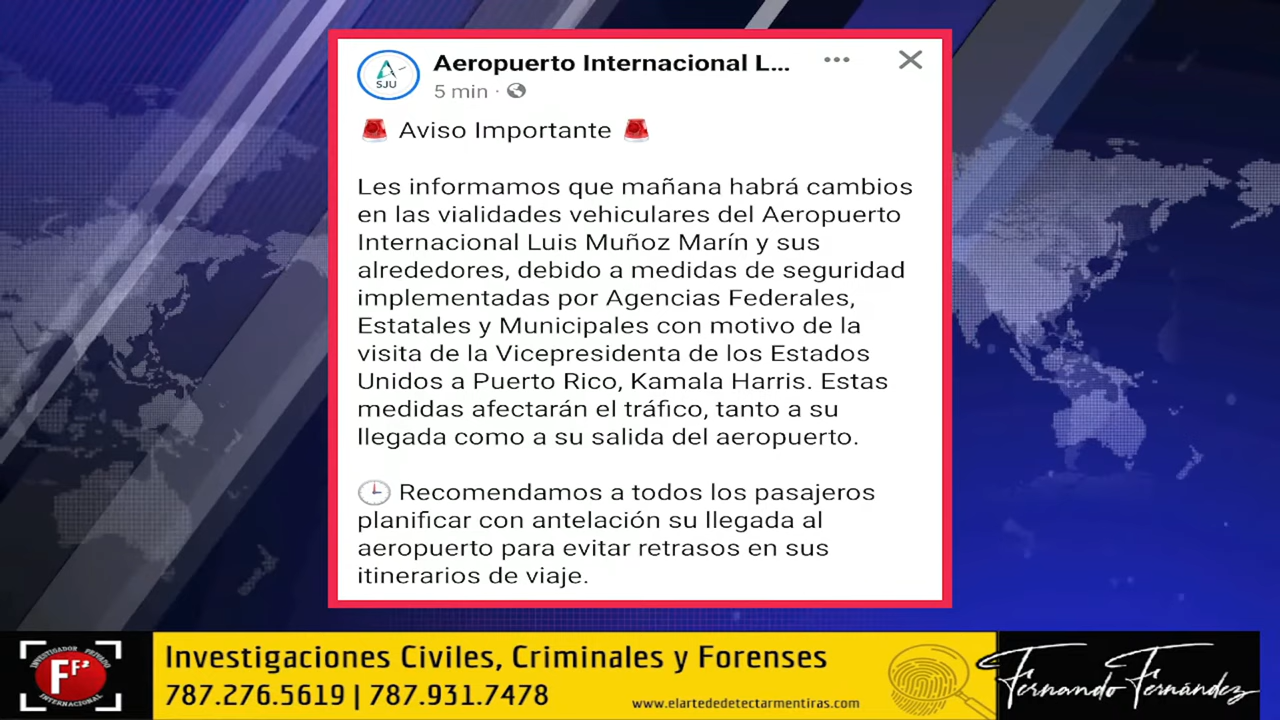 Aeropuerto Internacional L...
SJU
5 min ·
Aviso Importante
Les informamos que mañana habrá cambios
en las vialidades vehiculares del Aeropuerto
Internacional Luis Muñoz Marín y sus
alrededores, debido a medidas de seguridad
implementadas por Agencias Federales,
Estatales y Municipales con motivo de la
visita de la Vicepresidenta de los Estados
Unidos a Puerto Rico, Kamala Harris. Estas
medidas afectarán el tráfico, tanto a su
llegada como a su salida del aeropuerto.
Recomendamos a todos los pasajeros
planificar con antelación su llegada al
aeropuerto para evitar retrasos en sus
itinerarios de viaje.
INVESTIGADOR PRIVADO
FF²
INTERNACIONAL
Investigaciones Civiles, Criminales y Forenses
787.276.5619 | 787.931.7478
www.elartededetectarmentiras.com
Fernando Fernández